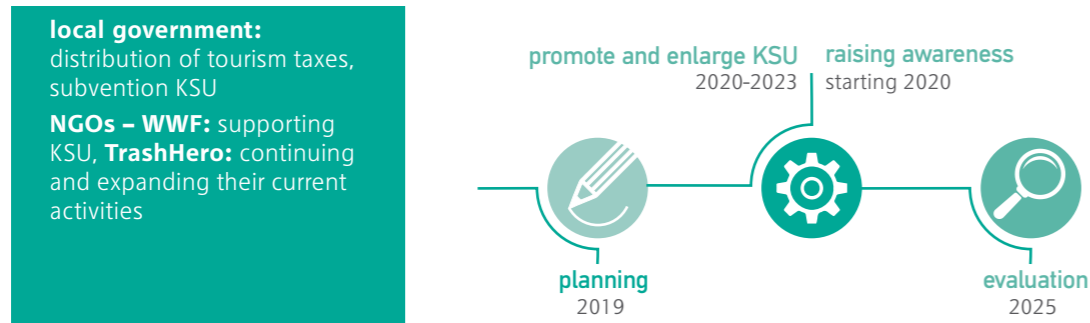 local government:
distribution of tourism taxes,
subvention KSU
NGOs – WWF: supporting
KSU, TrashHero: continuing
and expanding their current
activities
promote and enlarge KSU
2020-2023
raising awareness
starting 2020
planning
2019
evaluation
2025